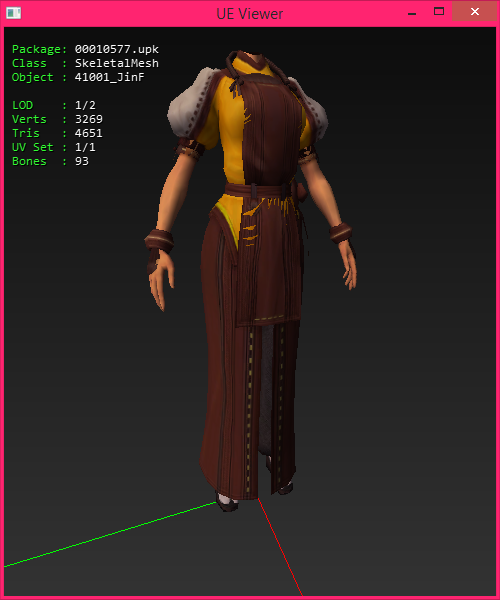 UE Viewer
Package: 00010577.upk
Class : SkeletalMesh
Object : 41001_JinF
LOD : 1/2
Verts : 3269
Tris : 4651
UV Set : 1/1
Bones : 93